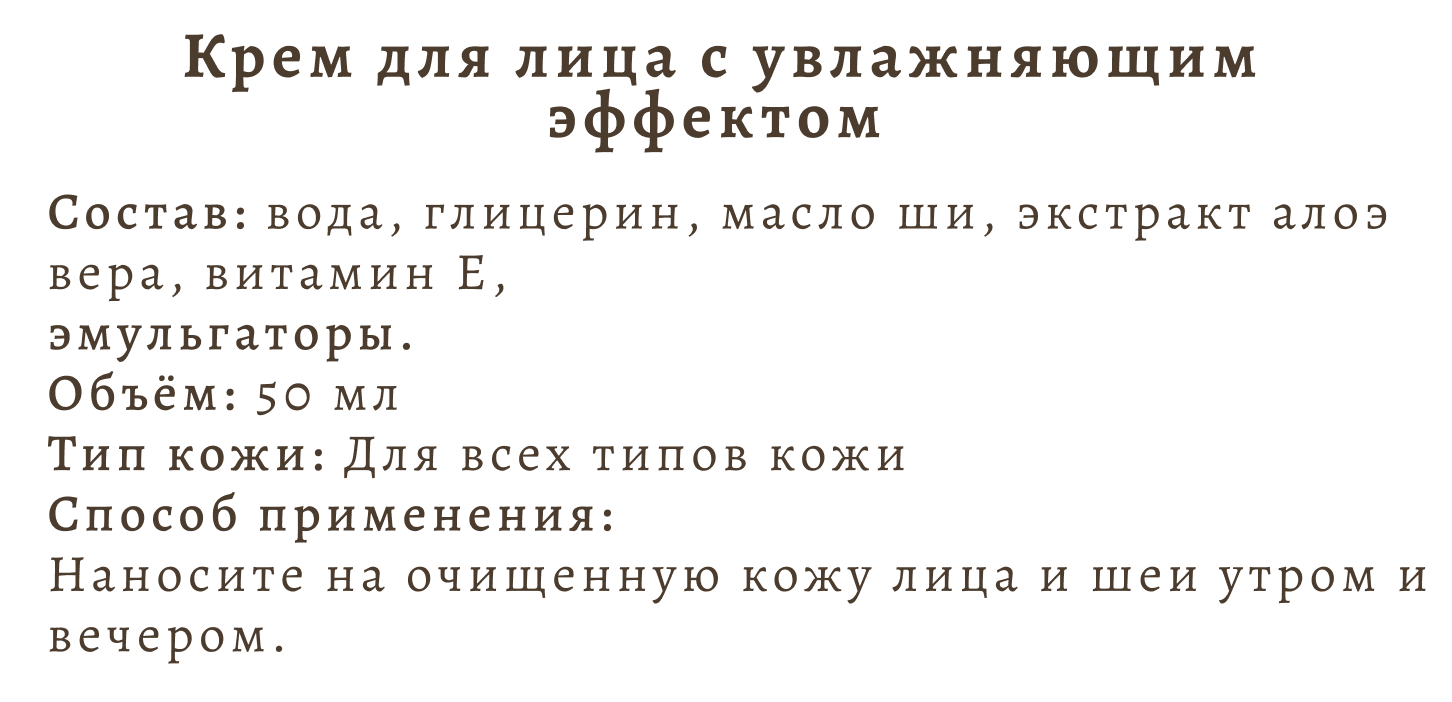 Крем для лица с увлажняющим
эффектом
Состав: вода, глицерин, масло ши, экстракт алоэ
вера, витамин Е,
эмульгаторы.
Объём: 50 мл
Тип кожи: Для всех типов кожи
Способ применения:
Наносите на очищенную кожу лица и шеи утром и
вечером.